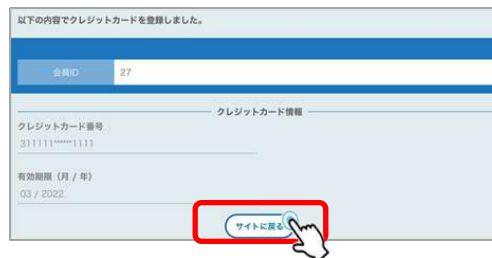 以下の内容でクレジットカードを登録しました。
会員ID 27
クレジットカード情報
クレジットカード番号
311111******1111
有効期限（月 / 年）
03 / 2022
サイトに戻る